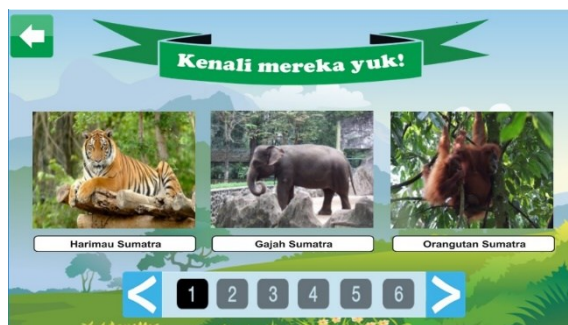 Kenali mereka yuk!
Harimau Sumatra
Gajah Sumatra
Orangutan Sumatra
< 1 2 3 4 5 6 >